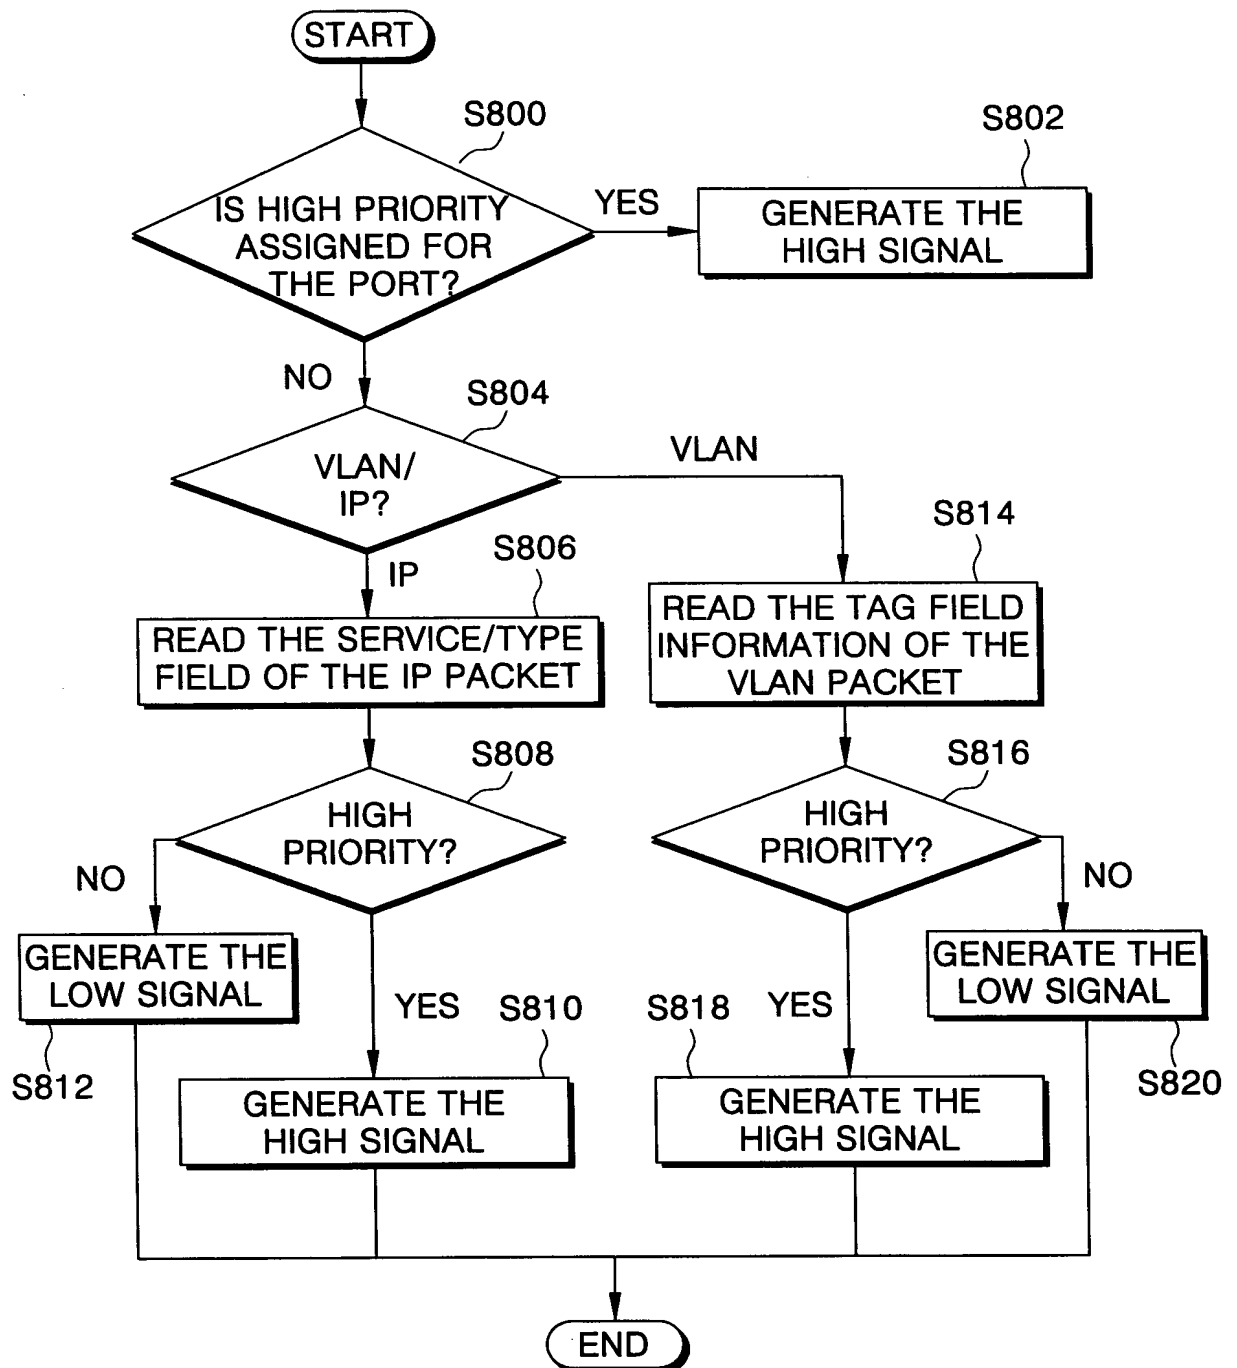 START
S800
S802
IS HIGH PRIORITY
ASSIGNED FOR
THE PORT?
YES
GENERATE THE
HIGH SIGNAL
NO
S804
VLAN/
IP?
VLAN
S814
S806
IP
READ THE SERVICE/TYPE
FIELD OF THE IP PACKET
READ THE TAG FIELD
INFORMATION OF THE
VLAN PACKET
S808
S816
HIGH
PRIORITY?
HIGH
PRIORITY?
NO
NO
GENERATE THE
LOW SIGNAL
GENERATE THE
LOW SIGNAL
YES
S810
S818
YES
S812
S820
GENERATE THE
HIGH SIGNAL
GENERATE THE
HIGH SIGNAL
END